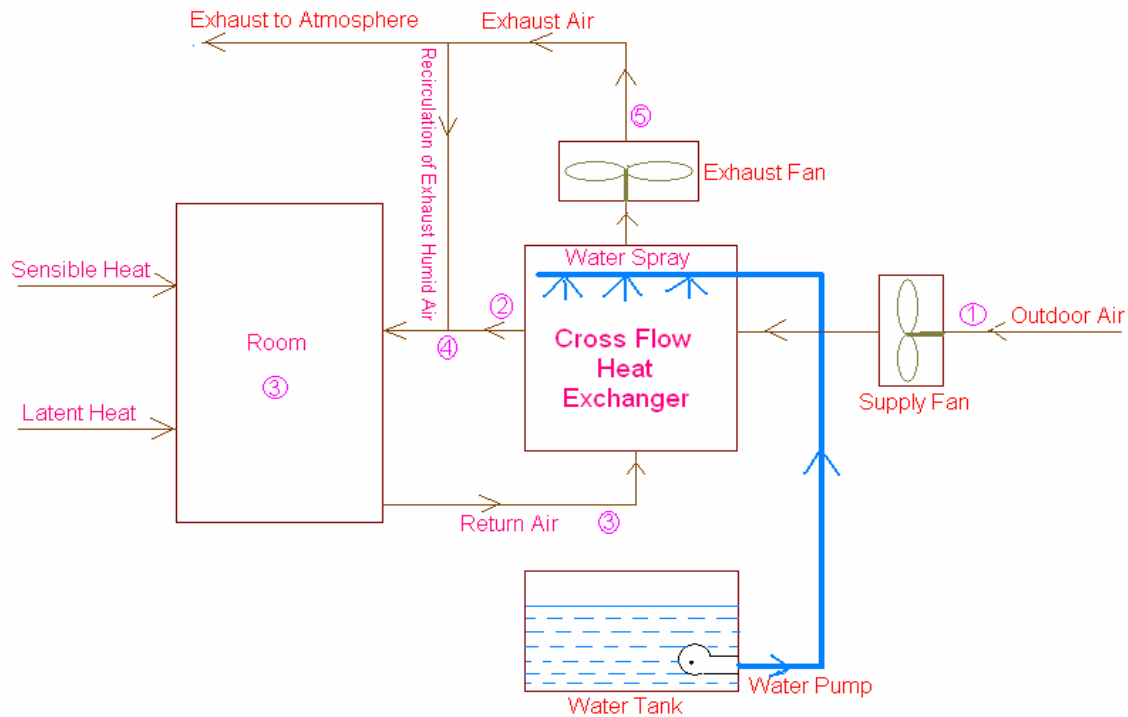 Exhaust to Atmosphere
Exhaust Air
Recirculation of Exhaust Humid Air
⑤
Exhaust Fan
Water Spray
Sensible Heat
②
①
Outdoor Air
Room
④
Cross Flow
Heat
Exchanger
③
Supply Fan
Latent Heat
Return Air
③
Water Pump
Water Tank